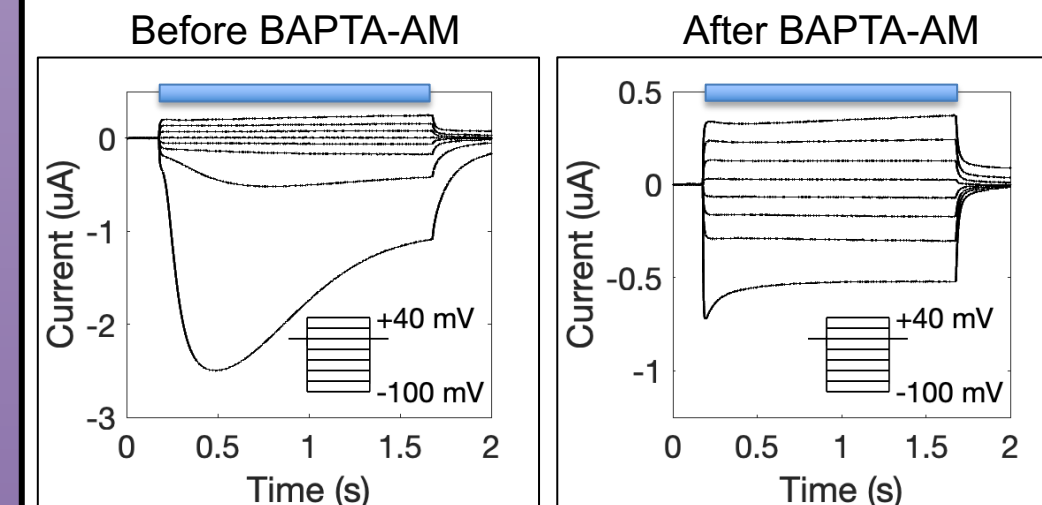 Before BAPTA-AM
After BAPTA-AM
0
-1
-2
-3
Current (uA)
+40 mV
-100 mV
0
0.5
1
1.5
2
Time (s)
0.5
0
-0.5
-1
Current (uA)
+40 mV
-100 mV
0
0.5
1
1.5
2
Time (s)